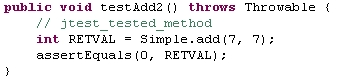 public void testAdd2() throws Throwable {
    // jtest_tested_method
    int RETVAL = Simple.add(7, 7);
    assertEquals(0, RETVAL);
}